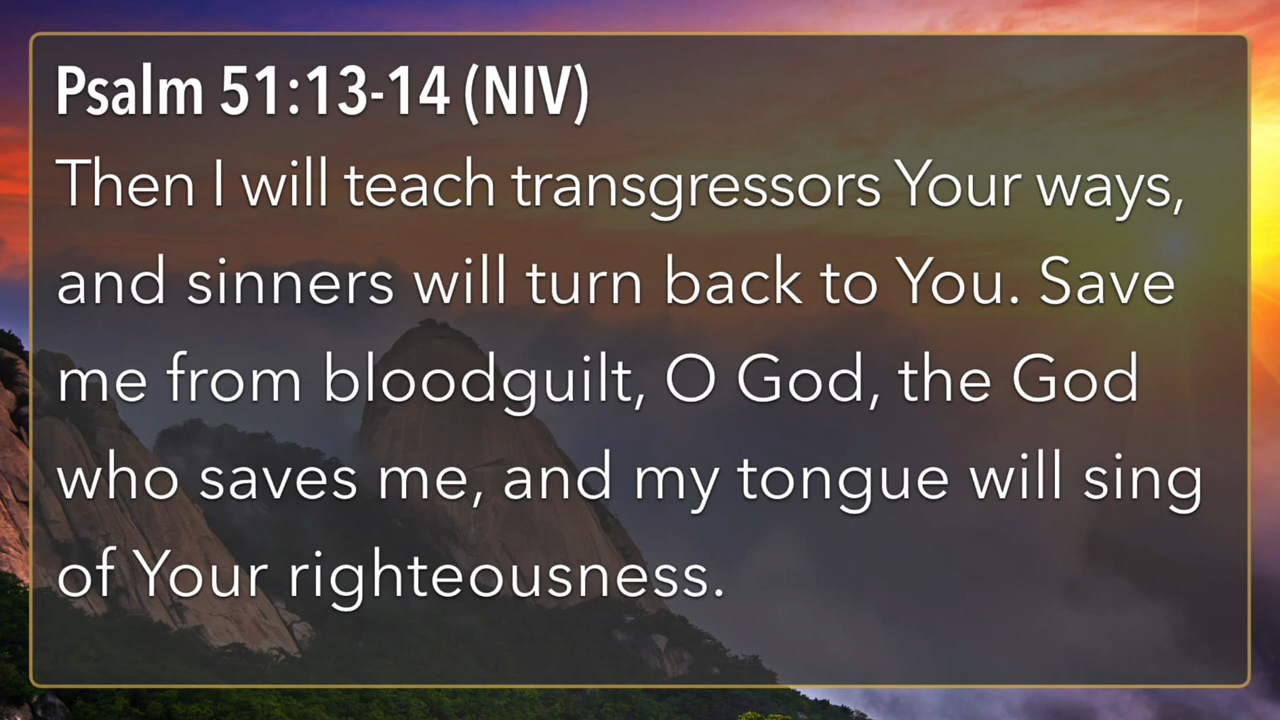 Psalm 51:13-14 (NIV)
Then I will teach transgressors Your ways,
and sinners will turn back to You. Save
me from bloodguilt, O God, the God
who saves me, and my tongue will sing
of Your righteousness.